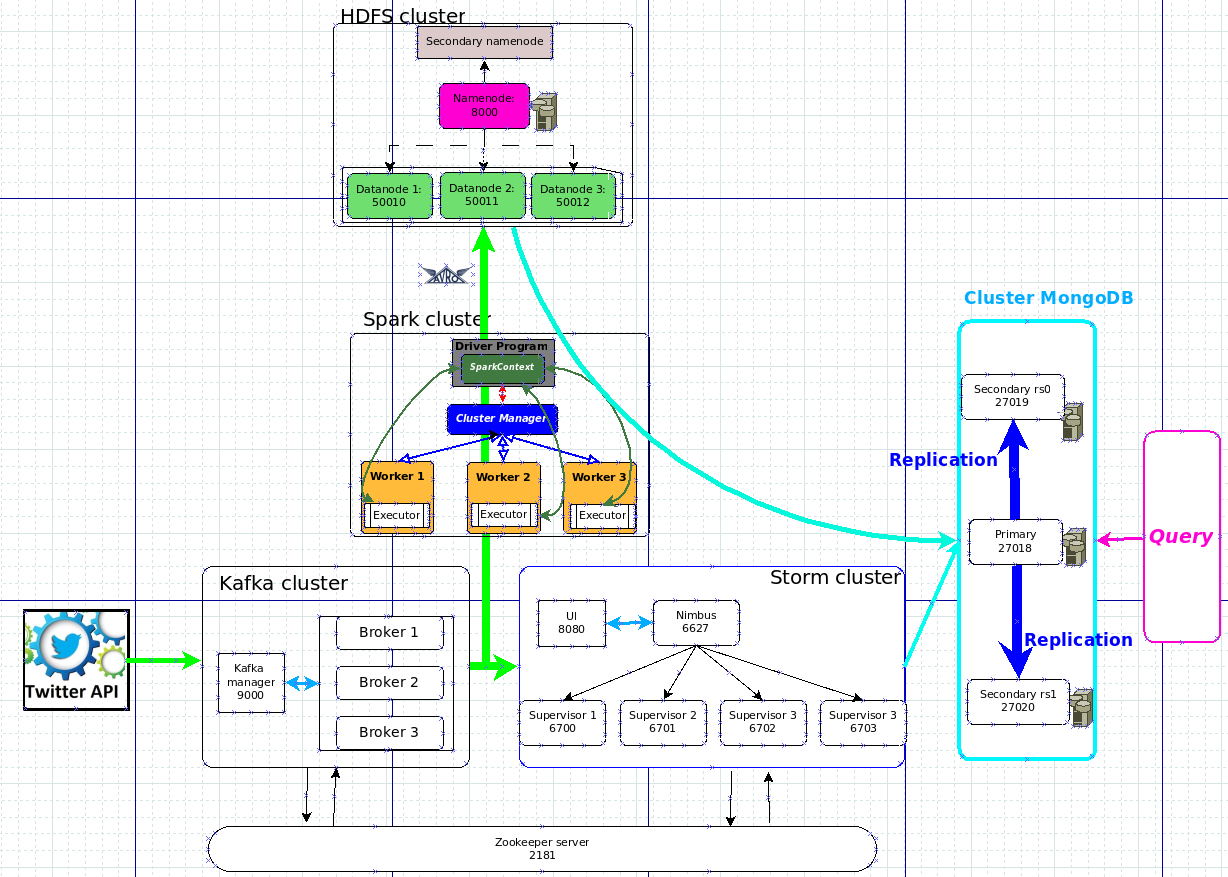 HDFS cluster
Secondary namenode
Namenode:
8000
Datanode 1:
50010
Datanode 2:
50011
Datanode 3:
50012
AVRO
Spark cluster
Driver Program
SparkContext
Cluster Manager
Worker 1
Executor
Worker 2
Executor
Worker 3
Executor
Cluster MongoDB
Secondary rs0
27019
Replication
Primary
27018
Replication
Secondary rs1
27020
Query
Twitter API
Kafka cluster
Kafka
manager
9000
Broker 1
Broker 2
Broker 3
Storm cluster
UI
8080
Nimbus
6627
Supervisor 1
6700
Supervisor 2
6701
Supervisor 3
6702
Supervisor 3
6703
Zookeeper server
2181